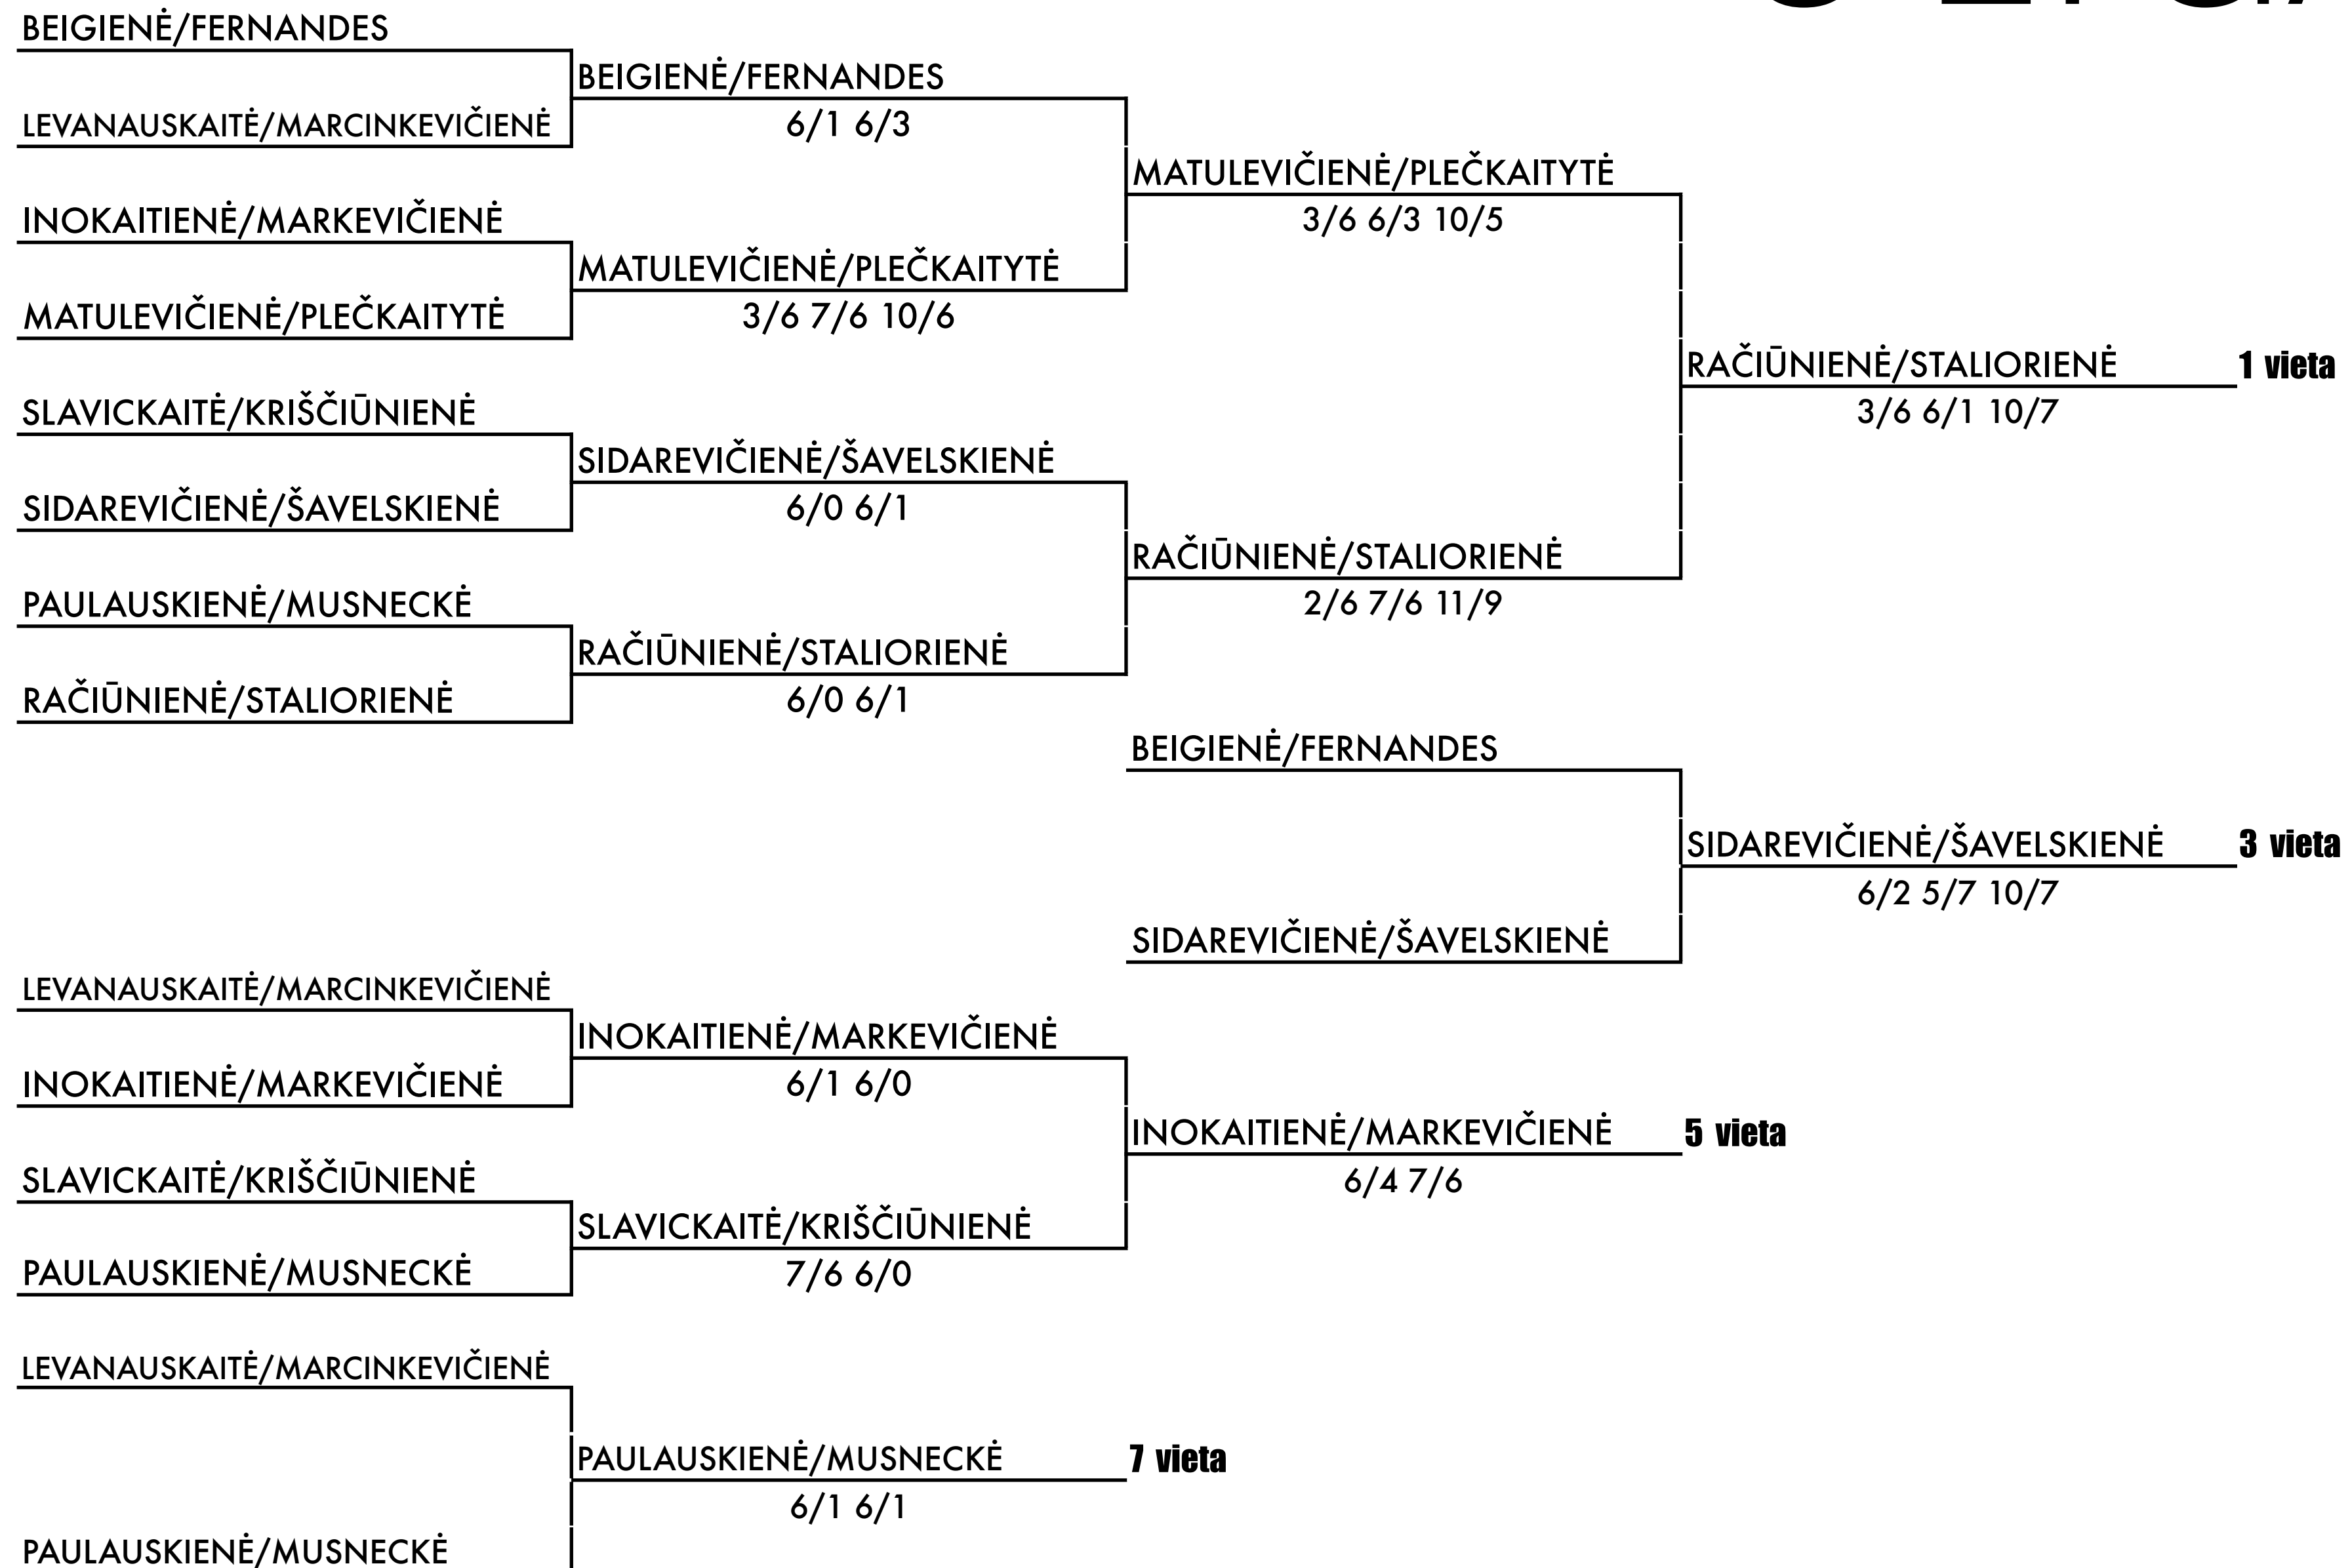 BEIGIENĖ/FERNANDES
BEIGIENĖ/FERNANDES
LEVANAUSKAITĖ/MARCINKEVIČIENĖ
6/1 6/3
MATULEVIČIENĖ/PLEČKAITYTĖ
INOKAITIENĖ/MARKEVIČIENĖ
3/6 6/3 10/5
MATULEVIČIENĖ/PLEČKAITYTĖ
MATULEVIČIENĖ/PLEČKAITYTĖ
3/6 7/6 10/6
RAČIŪNIENĖ/STALIORIENĖ 1 vieta
SLAVICKAITĖ/KRIŠČIŪNIENĖ
3/6 6/1 10/7
SIDAREVIČIENĖ/ŠAVELSKIENĖ
SIDAREVIČIENĖ/ŠAVELSKIENĖ
6/0 6/1
RAČIŪNIENĖ/STALIORIENĖ
PAULAUSKIENĖ/MUSNECKĖ
2/6 7/6 11/9
RAČIŪNIENĖ/STALIORIENĖ
RAČIŪNIENĖ/STALIORIENĖ
6/0 6/1
BEIGIENĖ/FERNANDES
SIDAREVIČIENĖ/ŠAVELSKIENĖ 3 vieta
6/2 5/7 10/7
SIDAREVIČIENĖ/ŠAVELSKIENĖ
LEVANAUSKAITĖ/MARCINKEVIČIENĖ
INOKAITIENĖ/MARKEVIČIENĖ
INOKAITIENĖ/MARKEVIČIENĖ
6/1 6/0
INOKAITIENĖ/MARKEVIČIENĖ 5 vieta
SLAVICKAITĖ/KRIŠČIŪNIENĖ
6/4 7/6
SLAVICKAITĖ/KRIŠČIŪNIENĖ
PAULAUSKIENĖ/MUSNECKĖ
7/6 6/0
LEVANAUSKAITĖ/MARCINKEVIČIENĖ
PAULAUSKIENĖ/MUSNECKĖ 7 vieta
6/1 6/1
PAULAUSKIENĖ/MUSNECKĖ